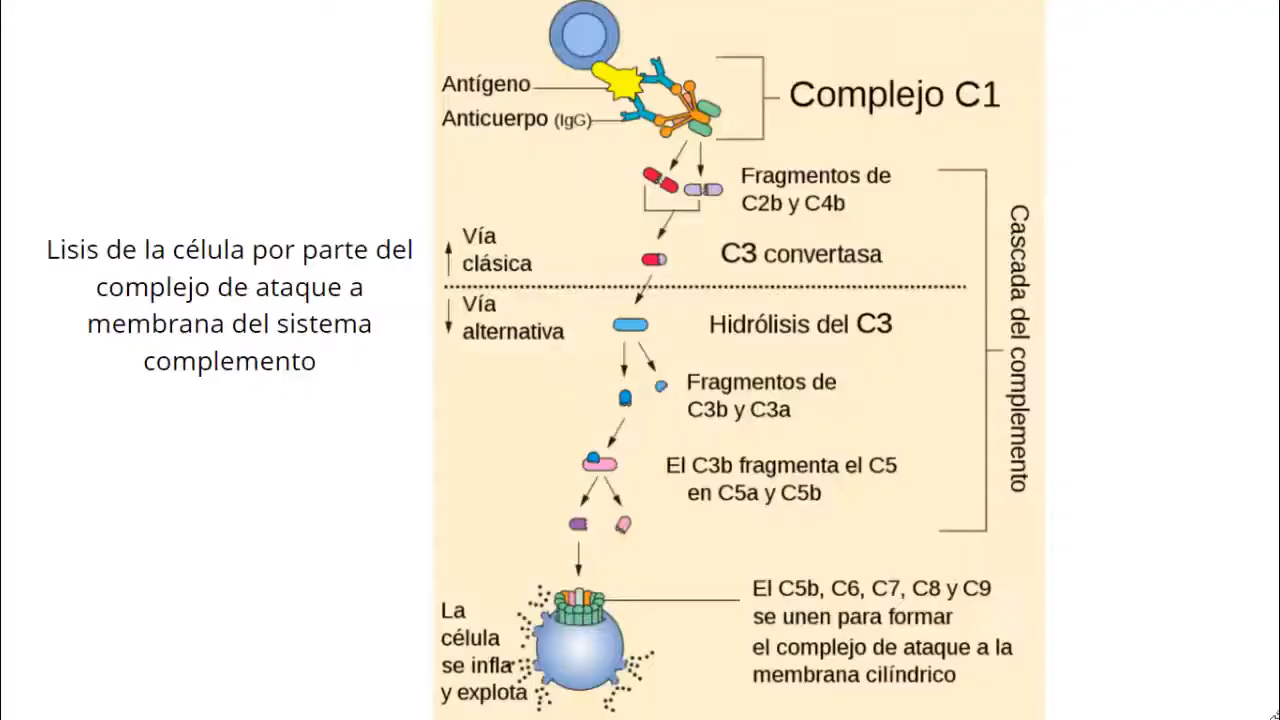 Lisis de la célula por parte del
complejo de ataque a
membrana del sistema
complemento
Antígeno
Anticuerpo (IgG)
Complejo C1
Fragmentos de
C2b y C4b
Vía
clásica
C3 convertasa
Vía
alternativa
Hidrólisis del C3
Fragmentos de
C3b y C3a
El C3b fragmenta el C5
en C5a y C5b
Cascada del complemento
La
célula
se infla
y explota
El C5b, C6, C7, C8 y C9
se unen para formar
el complejo de ataque a la
membrana cilíndrico